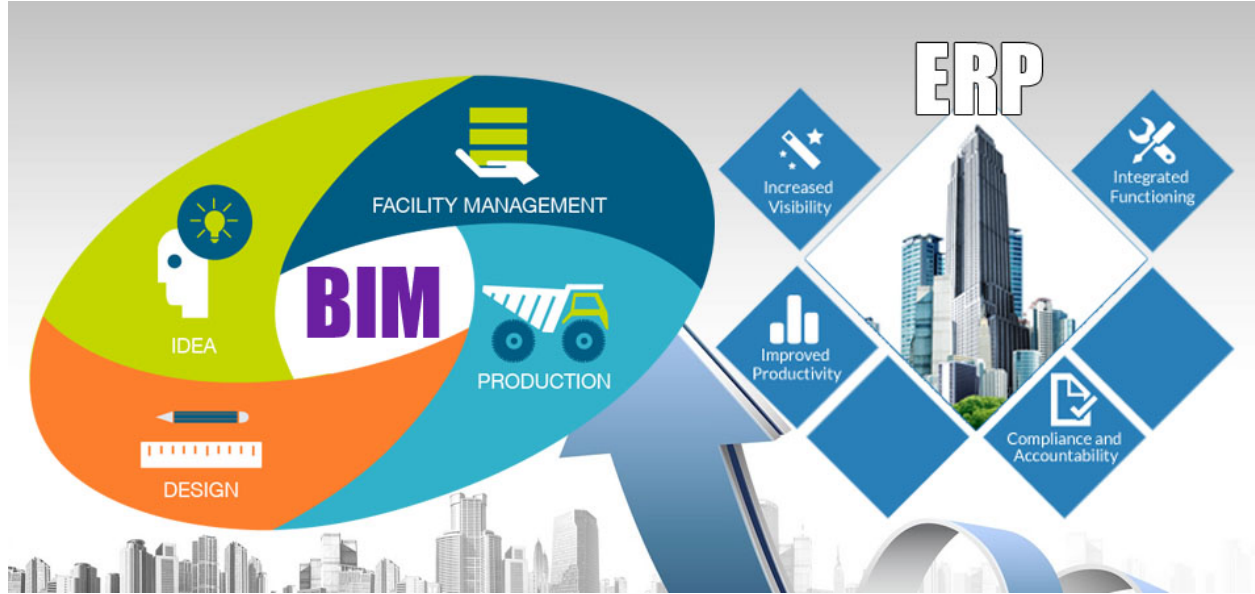 FACILITY MANAGEMENT
IDEA
BIM
PRODUCTION
DESIGN
ERP
Increased
Visibility
Integrated
Functioning
Improved
Productivity
Compliance and
Accountability